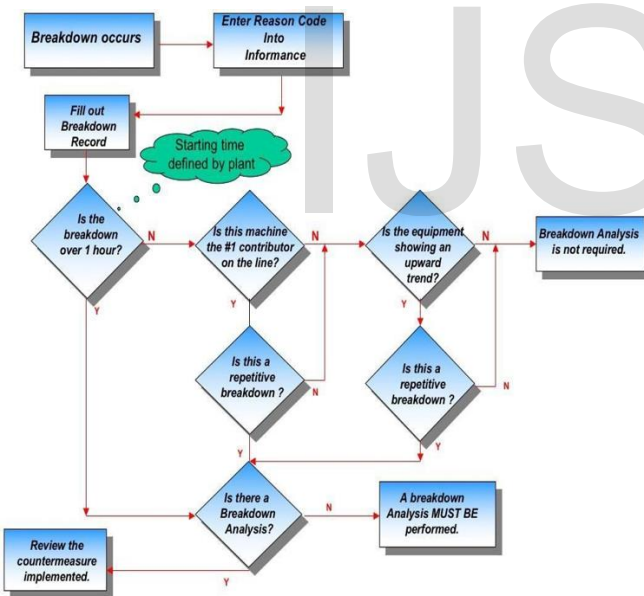 IJS
Breakdown occurs
Enter Reason Code
Into
Informance
Fill out
Breakdown
Record
Starting time
defined by plant
Is the
breakdown
over 1 hour?
N
Is this machine
the #1 contributor
on the line?
N
Is the equipment
showing an
upward
trend?
N
Breakdown Analysis
is not required.
Y
Y
Y
Is this a
repetitive
breakdown ?
N
Is this a
repetitive
breakdown ?
N
Y
Y
Is there a
Breakdown
Analysis?
N
A breakdown
Analysis MUST BE
performed.
Review the
countermeasure
implemented.
Y